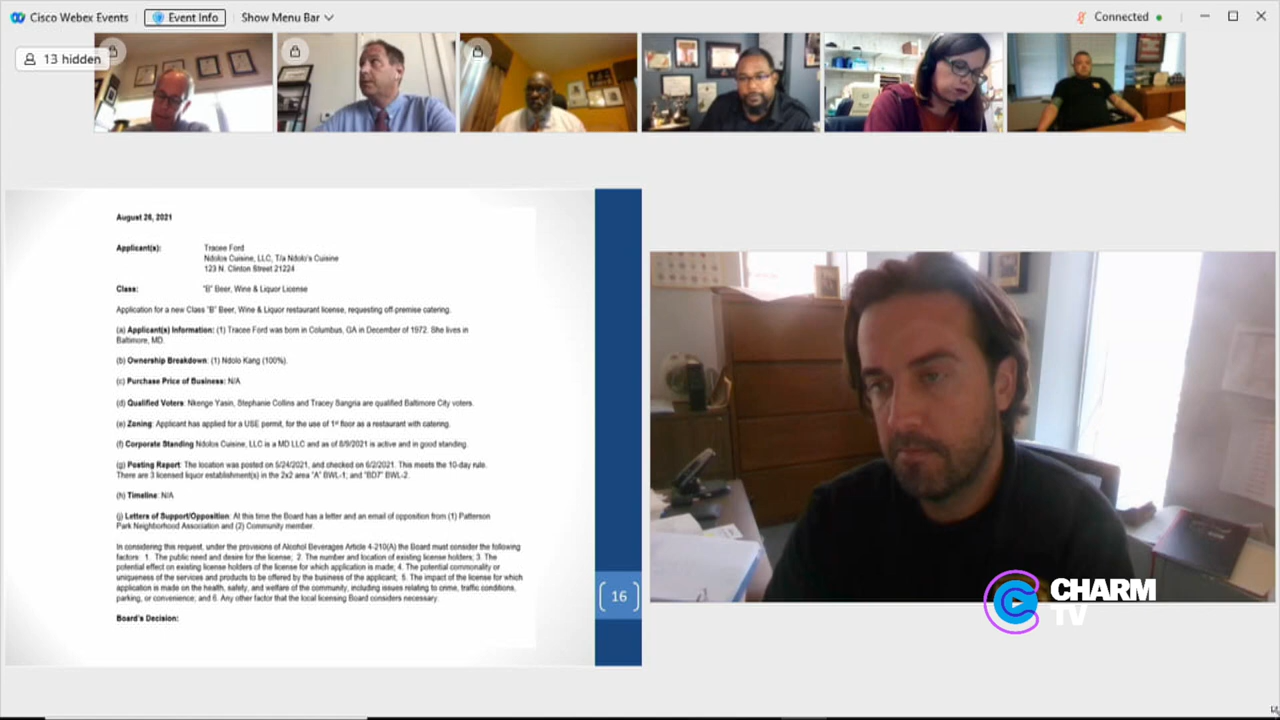 Cisco Webex Events
Event Info
Show Menu Bar
Connected
13 hidden
August 26, 2021
Applicant(s): Tracee Ford
Ndolos Cuisine, LLC, T/a Ndolo's Cuisine
123 N. Clinton Street 21224
Class: "B" Beer, Wine & Liquor License
Application for a new Class "B" Beer, Wine & Liquor restaurant license, requesting off-premise catering.
(a) Applicant(s) Information: (1) Tracee Ford was born in Columbus, GA in December of 1972. She lives in
Baltimore, MD.
(b) Ownership Breakdown: (1) Ndolo Kang (100%).
(c) Purchase Price of Business: N/A
(d) Qualified Voters: Nkenge Yasin, Stephanie Collins and Tracey Sangria are qualified Baltimore City voters.
(e) Zoning: Applicant has applied for a USE permit, for the use of 1st floor as a restaurant with catering.
(f) Corporate Standing Ndolos Cuisine, LLC is a MD LLC and as of 8/9/2021 is active and in good standing.
(g) Posting Report: The location was posted on 5/24/2021, and checked on 6/2/2021. This meets the 10-day rule.
There are 3 licensed liquor establishment(s) in the 2x2 area "A" BWL-1; and "BD7" BWL-2.
(h) Timeline: N/A
(j) Letters of Support/Opposition: At this time the Board has a letter and an email of opposition from (1) Patterson
Park Neighborhood Association and (2) Community member.
In considering this request, under the provisions of Alcohol Beverages Article 4-210(A) the Board must consider the following
factors: 1. The public need and desire for the license; 2. The number and location of existing license holders; 3. The
potential effect on existing license holders of the license for which application is made; 4. The potential commonality or
uniqueness of the services and products to be offered by the business of the applicant; 5. The impact of the license for which
application is made on the health, safety, and welfare of the community, including issues relating to crime, traffic conditions,
parking, or convenience; and 6. Any other factor that the local licensing Board considers necessary.
Board's Decision:
16
CHARM
TV